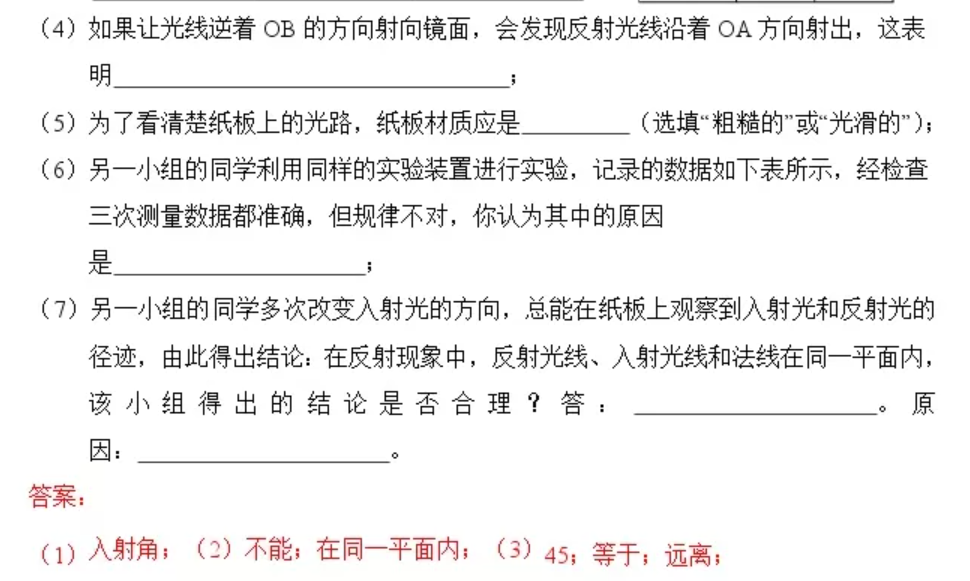 （4）如果让光线逆着 OB 的方向射向镜面，会发现反射光线沿着 OA 方向射出，这表
明________________________________；
（5）为了看清楚纸板上的光路，纸板材质应是_________（选填“粗糙的”或“光滑的”）；
（6）另一小组的同学利用同样的实验装置进行实验，记录的数据如下表所示，经检查
三次测量数据都准确，但规律不对，你认为其中的原因
是_____________________；
（7）另一小组的同学多次改变入射光的方向，总能在纸板上观察到入射光和反射光的
径迹，由此得出结论：在反射现象中，反射光线、入射光线和法线在同一平面内，
该小组得出的结论是否合理？答：____________________。原
因：_____________________。
答案：
（1）入射角；（2）不能；在同一平面内；（3）45；等于；远离；